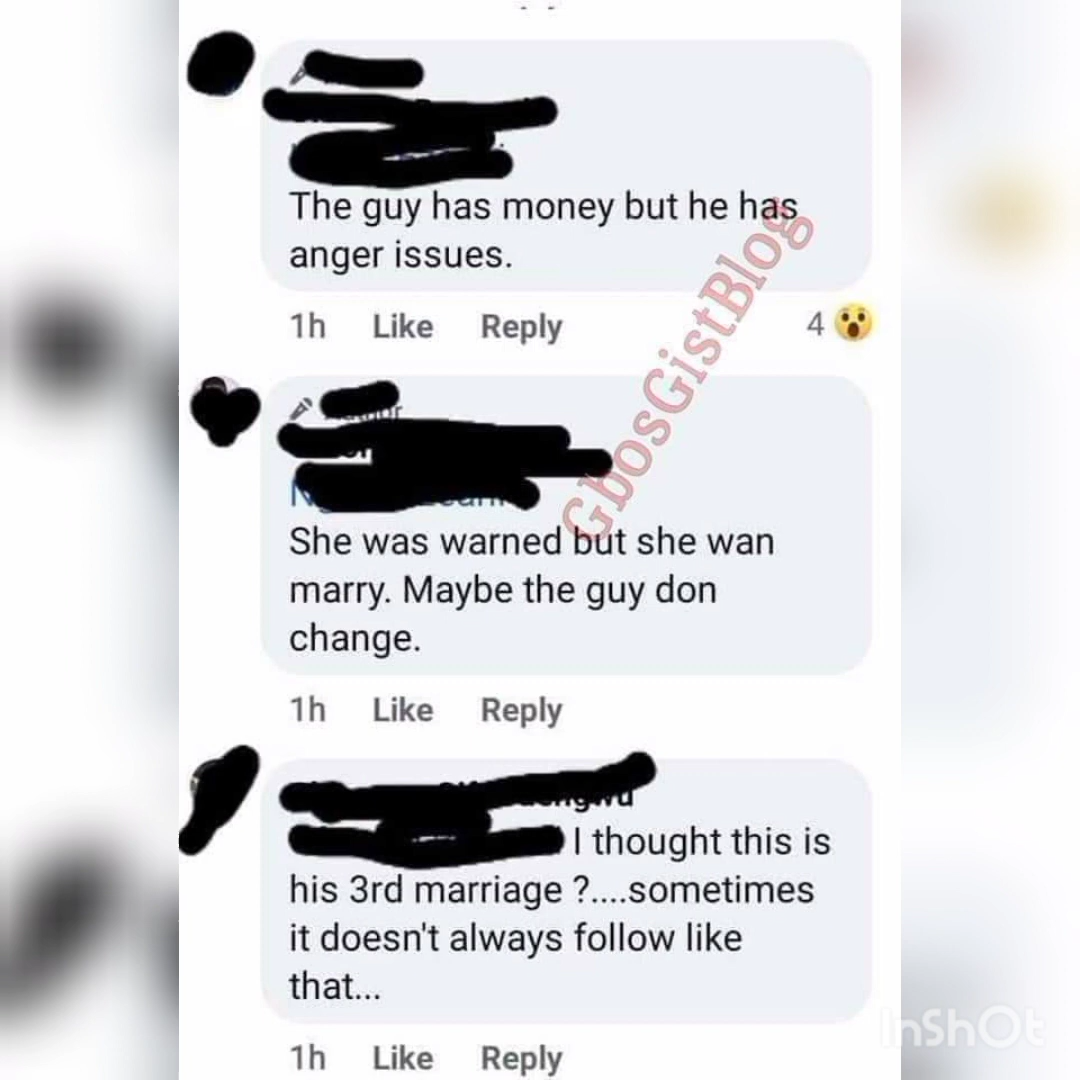 The guy has money but he has
anger issues.
1h Like Reply 4
GbosGistBlog
She was warned but she wan
marry. Maybe the guy don
change.
1h Like Reply
I thought this is
his 3rd marriage ?....sometimes
it doesn't always follow like
that...
InShOt
1h Like Reply